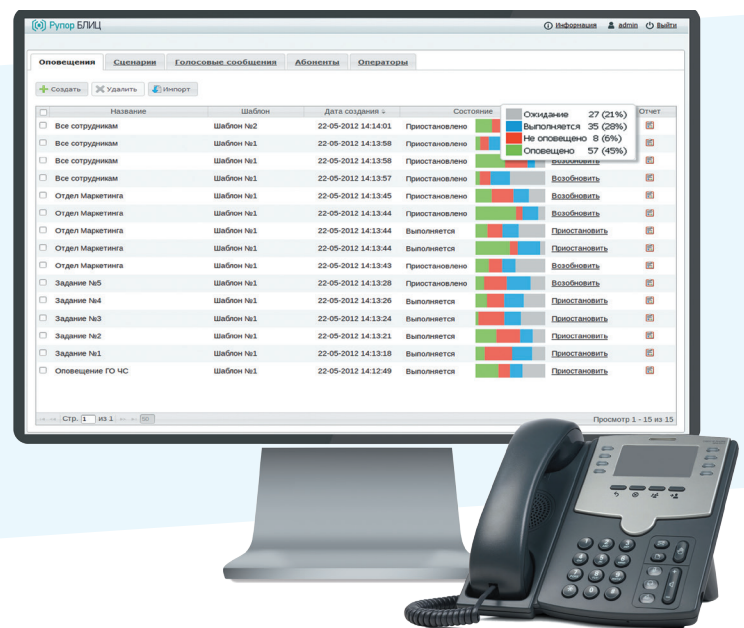 Рупор БЛИЦ Информация admin Выйти
Оповещения Сценарии Голосовые сообщения Абоненты Операторы
Создать Удалить Импорт
Название Шаблон Дата создания Состояние Отчет
Ожидание 27 (21%)
Выполняется 35 (28%)
Не оповещено 8 (6%)
Оповещено 57 (45%)
Все сотрудникам Шаблон №2 22-05-2012 14:14:01 Приостановлено
Все сотрудникам Шаблон №1 22-05-2012 14:13:58 Приостановлено
Все сотрудникам Шаблон №1 22-05-2012 14:13:58 Приостановлено Возобновить
Все сотрудникам Шаблон №1 22-05-2012 14:13:57 Приостановлено Возобновить
Отдел Маркетинга Шаблон №1 22-05-2012 14:13:45 Приостановлено Возобновить
Отдел Маркетинга Шаблон №1 22-05-2012 14:13:44 Приостановлено Возобновить
Отдел Маркетинга Шаблон №1 22-05-2012 14:13:44 Выполняется Приостановить
Отдел Маркетинга Шаблон №1 22-05-2012 14:13:44 Выполняется Приостановить
Отдел Маркетинга Шаблон №1 22-05-2012 14:13:43 Приостановлено Возобновить
Задание №5 Шаблон №1 22-05-2012 14:13:28 Приостановлено Возобновить
Задание №4 Шаблон №1 22-05-2012 14:13:26 Выполняется Приостановить
Задание №3 Шаблон №1 22-05-2012 14:13:24 Выполняется Приостановить
Задание №2 Шаблон №1 22-05-2012 14:13:21 Выполняется Приостановить
Задание №1 Шаблон №1 22-05-2012 14:13:18 Выполняется Приостановить
Оповещение ГО ЧС Шаблон №1 22-05-2012 14:12:49 Выполняется Приостановить
Стр. 1 из 1 50 Просмотр 1 - 15 из 15
1 2 3
4 5 6
7 8 9
* 0 #